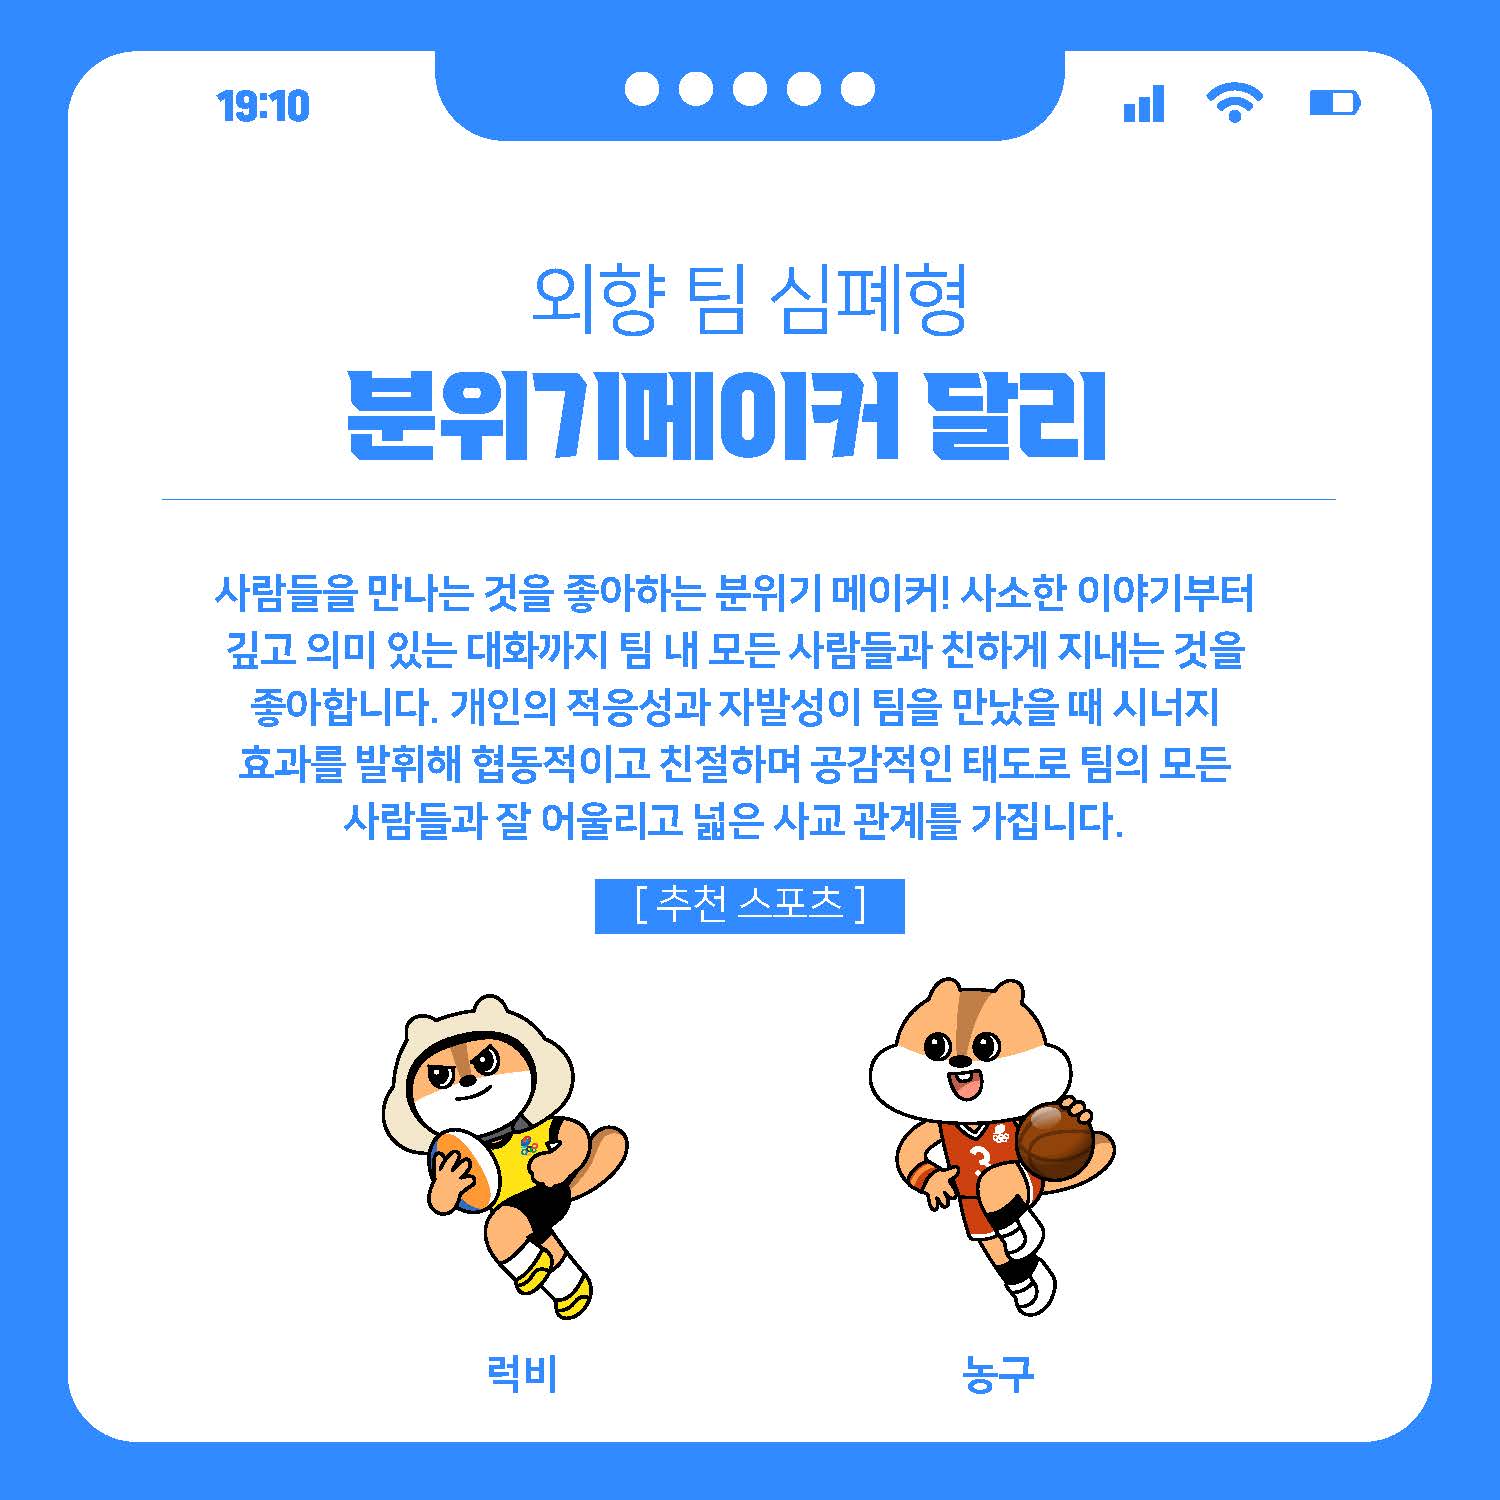 19:10
외향 팀 심폐형
분위기메이커 달리
사람들을 만나는 것을 좋아하는 분위기 메이커! 사소한 이야기부터
깊고 의미 있는 대화까지 팀 내 모든 사람들과 친하게 지내는 것을
좋아합니다. 개인의 적응성과 자발성이 팀을 만났을 때 시너지
효과를 발휘해 협동적이고 친절하며 공감적인 태도로 팀의 모든
사람들과 잘 어울리고 넓은 사교 관계를 가집니다.
[ 추천 스포츠 ]
3
럭비
농구